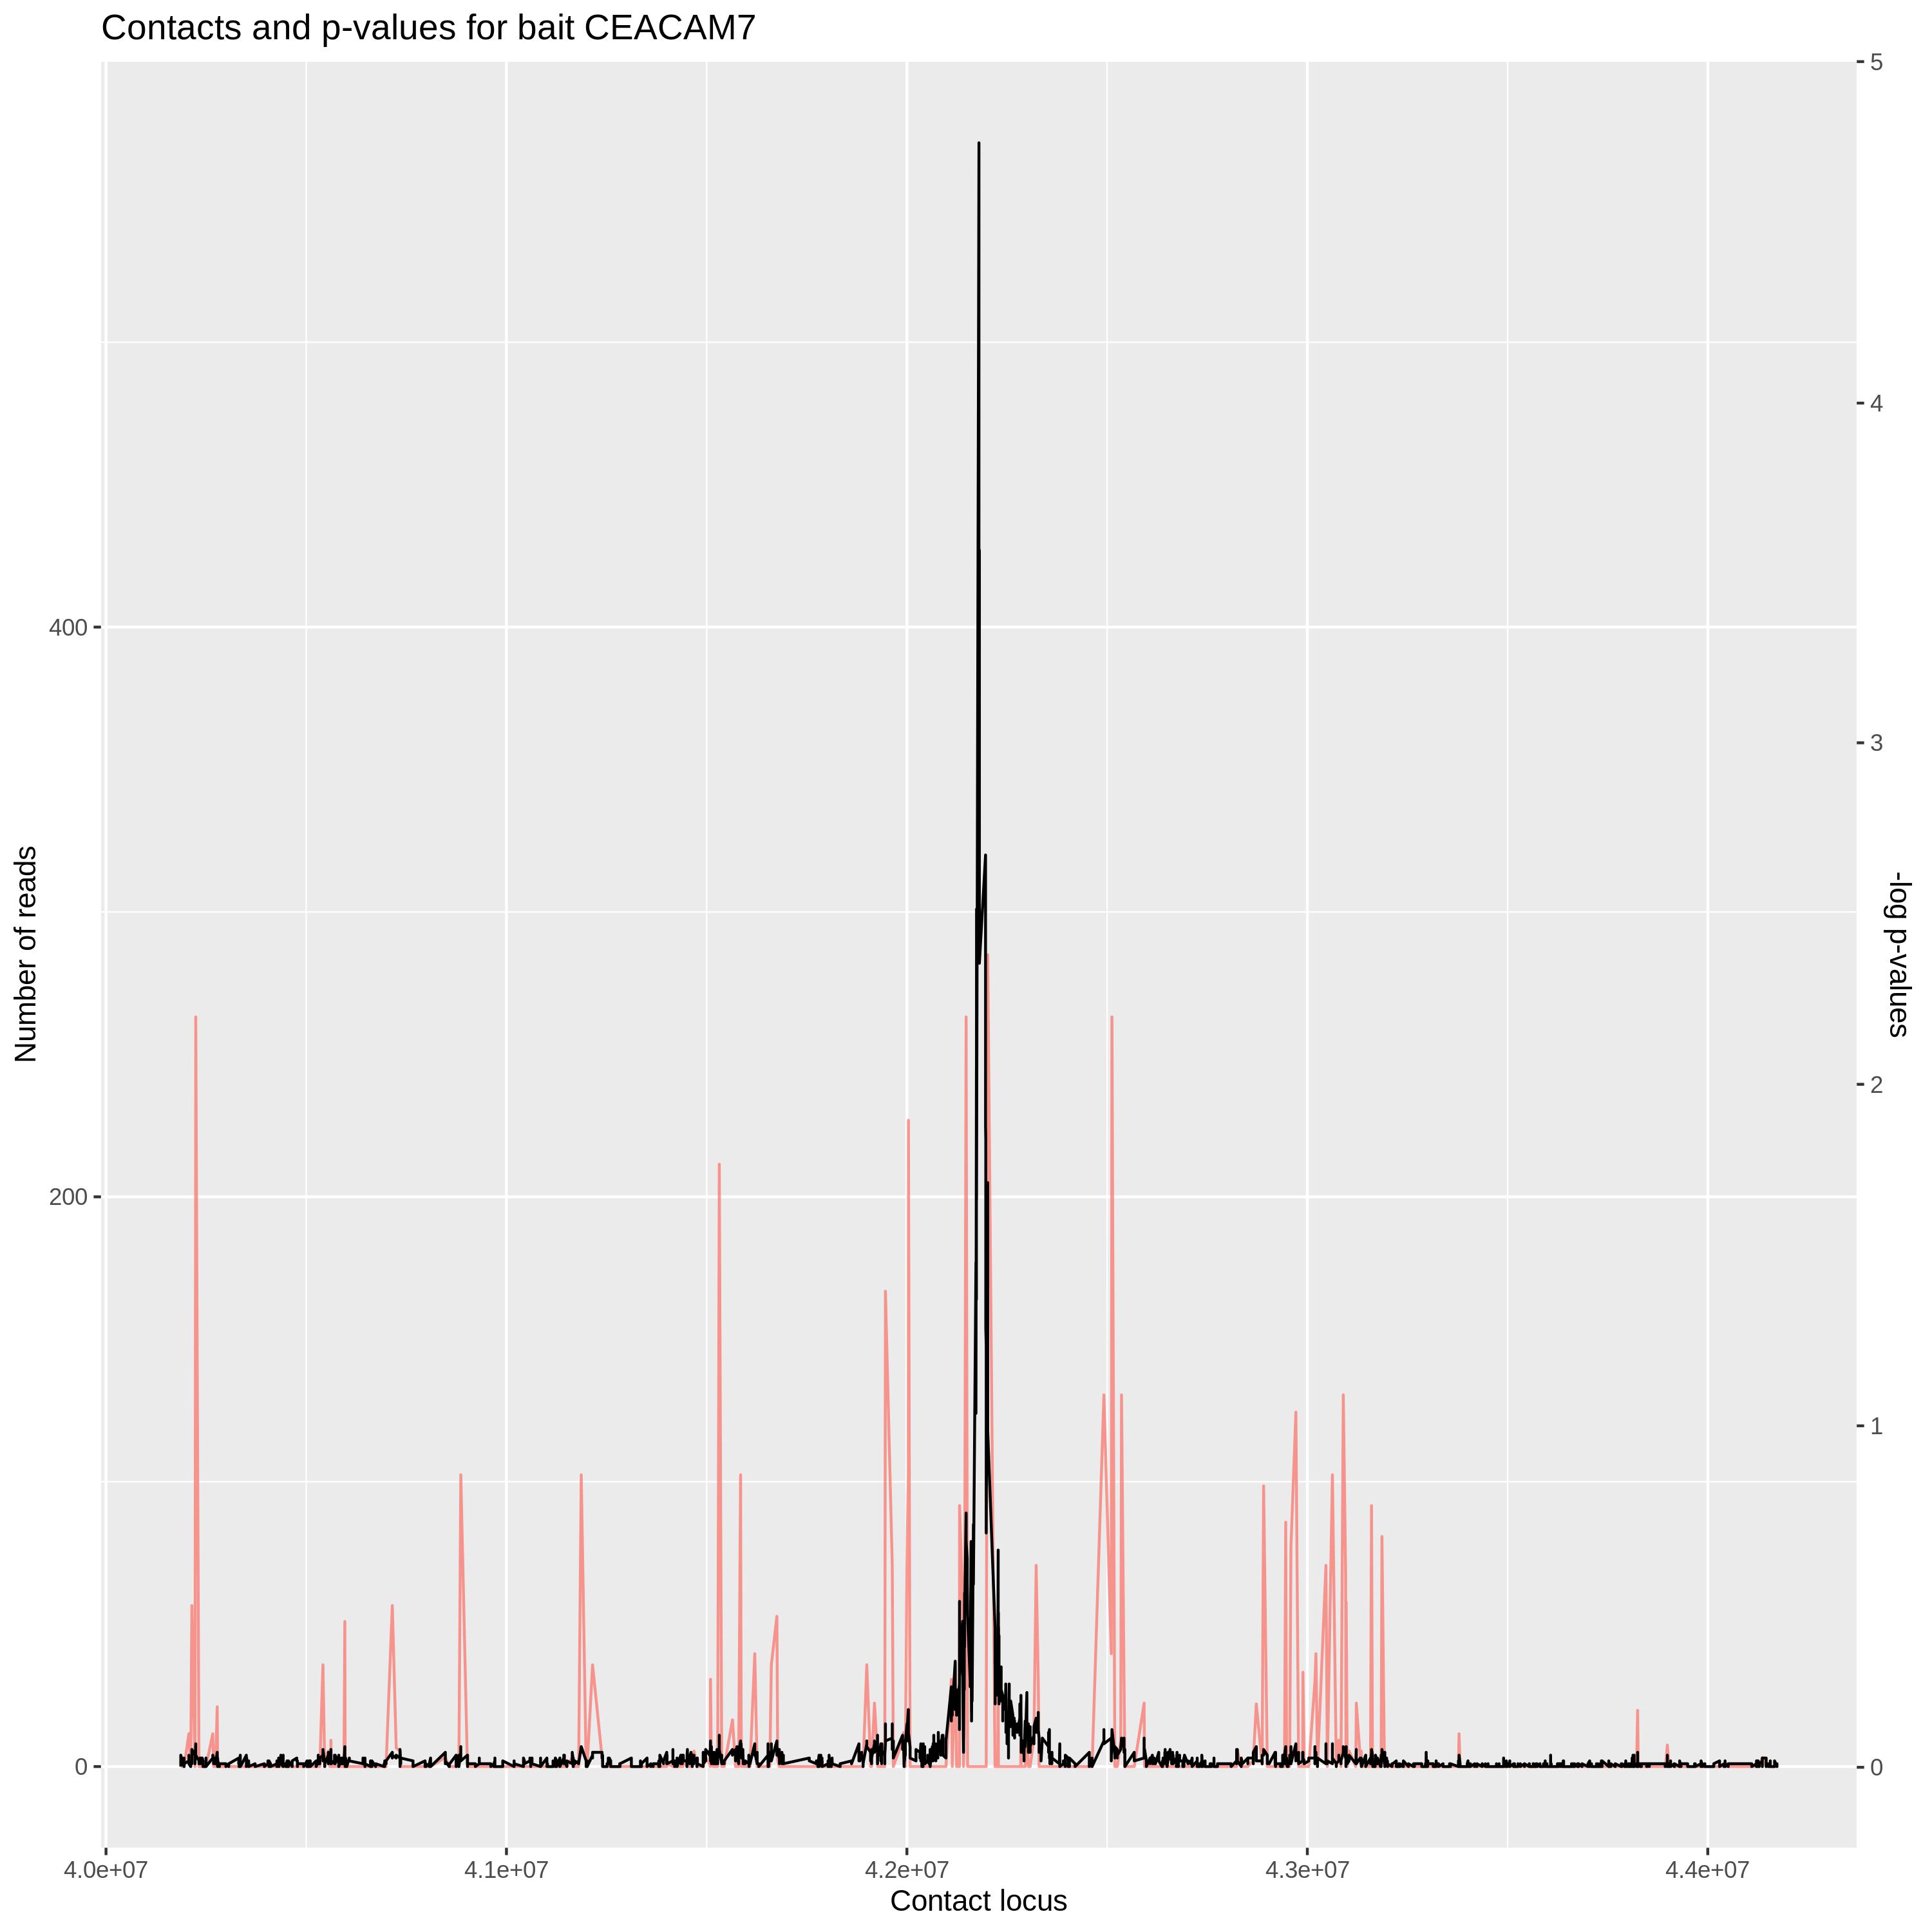 Contacts and p-values for bait CEACAM7
5
4
400
3
Number of reads
-log p-values
2
200
1
0
0
4.0e+07 4.1e+07 4.2e+07 4.3e+07 4.4e+07
Contact locus